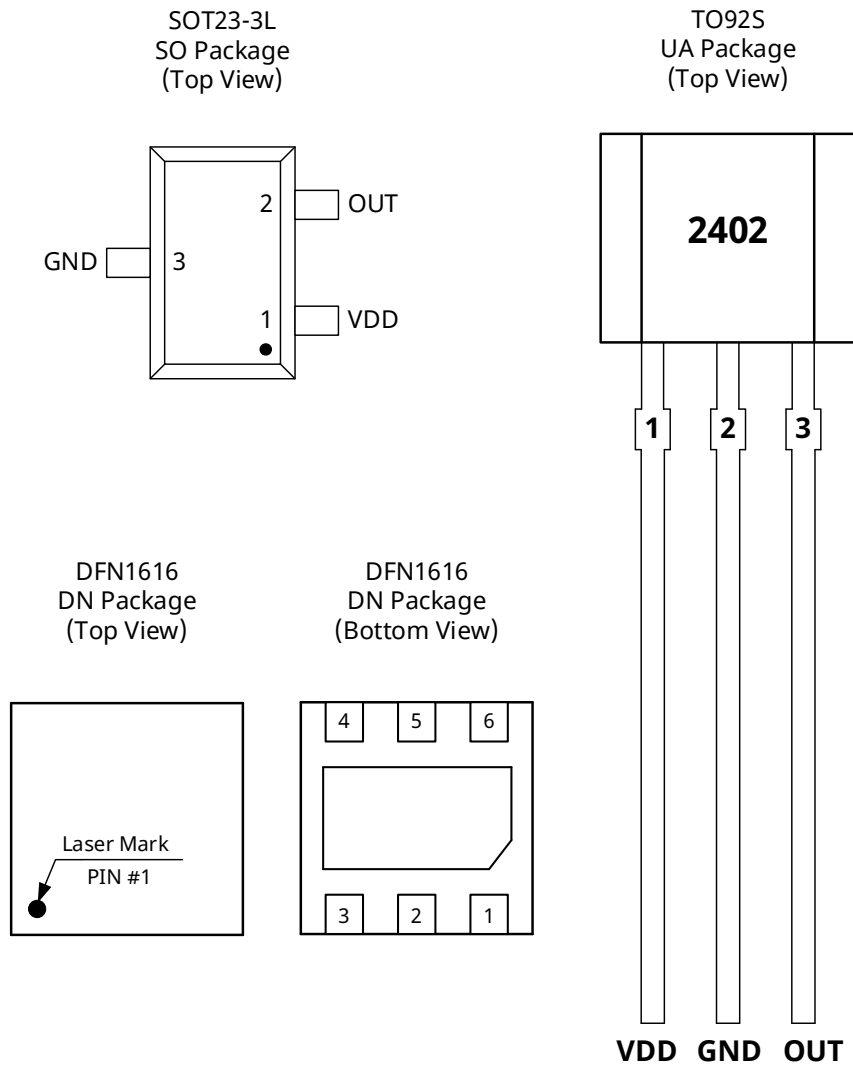 SOT23-3L
SO Package
(Top View)
2 OUT
GND 3
1 VDD
TO92S
UA Package
(Top View)
2402
1 2 3
VDD GND OUT
DFN1616
DN Package
(Top View)
Laser Mark
PIN #1
DFN1616
DN Package
(Bottom View)
4 5 6
3 2 1